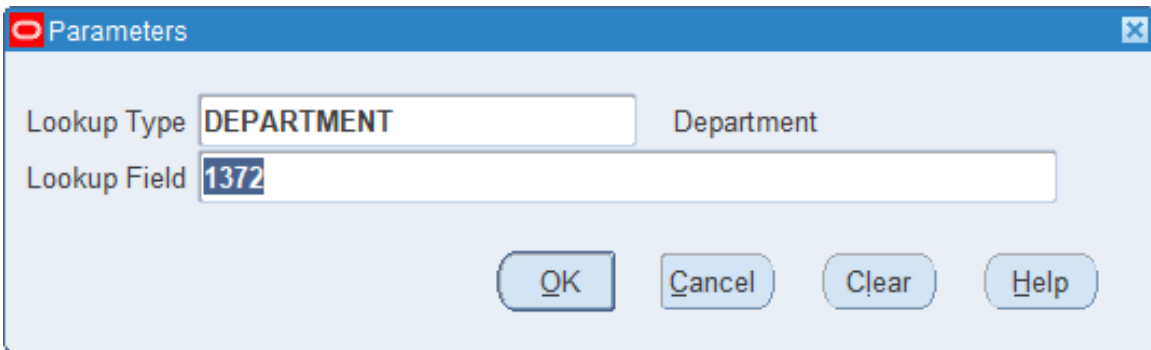 Parameters
Lookup Type DEPARTMENT Department
Lookup Field 1372
OK Cancel Clear Help